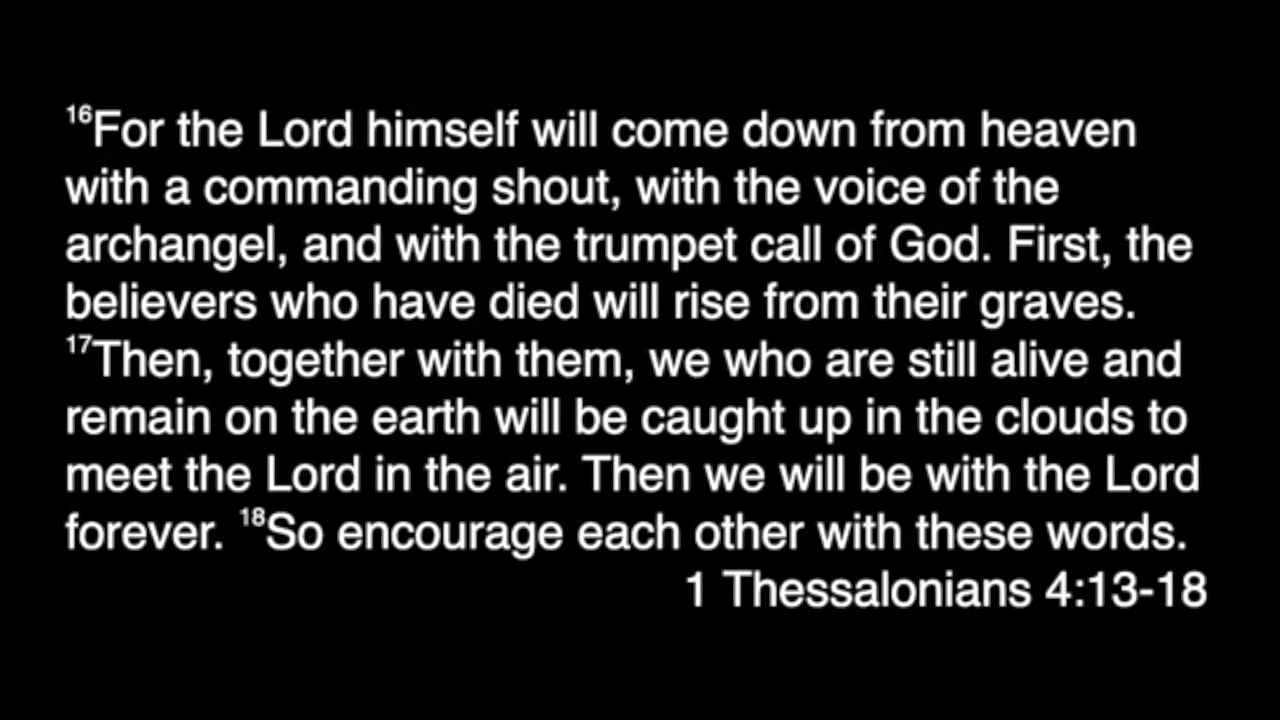 ¹⁶For the Lord himself will come down from heaven
with a commanding shout, with the voice of the
archangel, and with the trumpet call of God. First, the
believers who have died will rise from their graves.
¹⁷Then, together with them, we who are still alive and
remain on the earth will be caught up in the clouds to
meet the Lord in the air. Then we will be with the Lord
forever. ¹⁸So encourage each other with these words.
1 Thessalonians 4:13-18